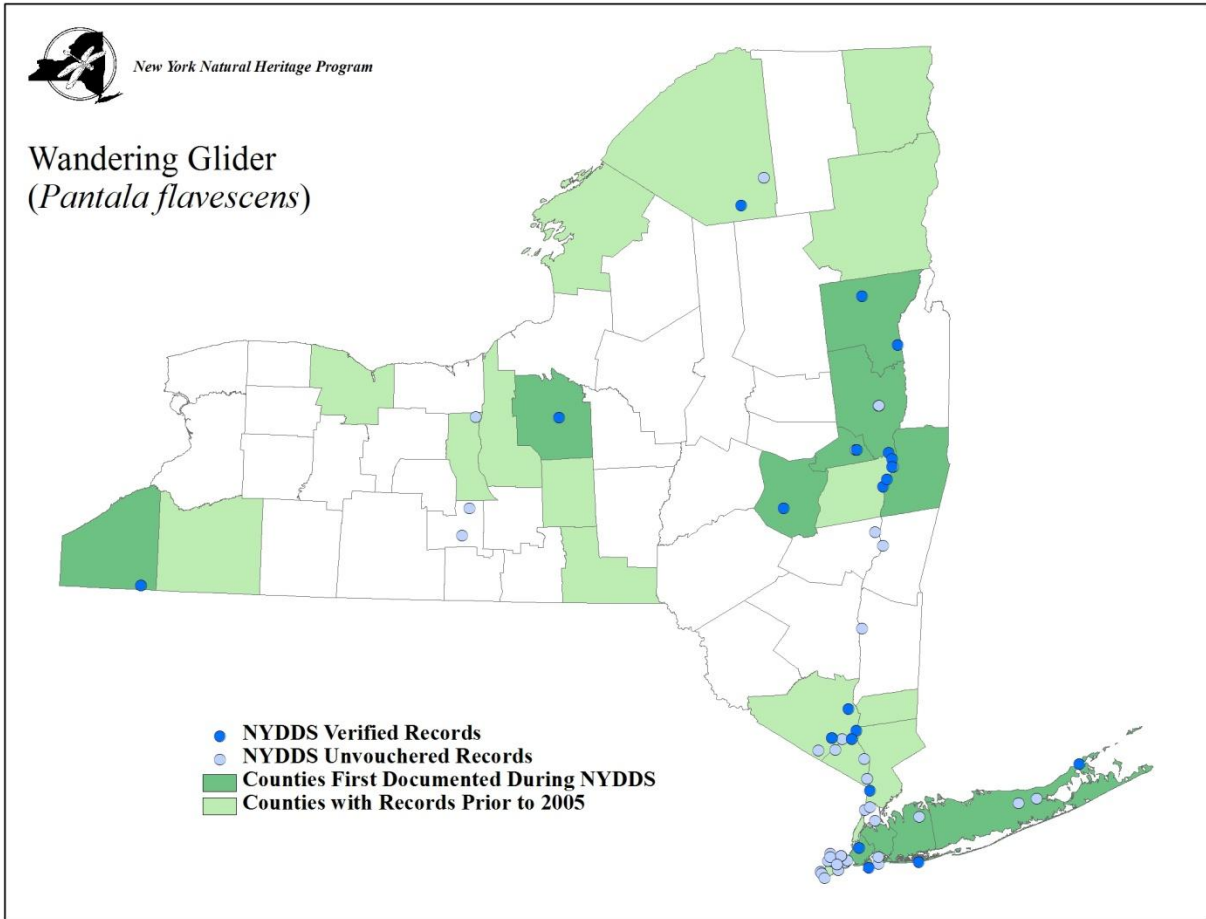 New York Natural Heritage Program
Wandering Glider
(Pantala flavescens)
NYDDS Verified Records
NYDDS Unvouchered Records
Counties First Documented During NYDDS
Counties with Records Prior to 2005